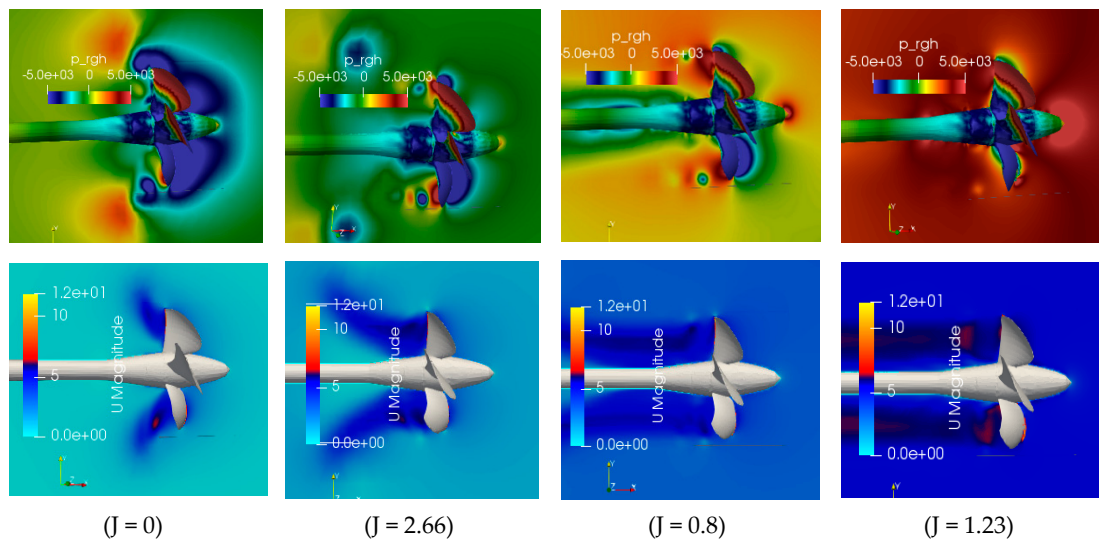 p_rgh
-5.0e+03 0 5.0e+03
Y
p_rgh
-5.0e+03 0 5.0e+03
Y
Z X
p_rgh
-5.0e+03 0 5.0e+03
Y
p_rgh
-5.0e+03 0 5.0e+03
Y
Z X
1.2e+01
10
5
0.0e+00
U Magnitude
Y
Z X
1.2e+01
10
5
0.0e+00
U Magnitude
Y
Z X
1.2e+01
10
5
0.0e+00
U Magnitude
Y
Z X
1.2e+01
10
5
0.0e+00
U Magnitude
Y
(J = 0)
(J = 2.66)
(J = 0.8)
(J = 1.23)